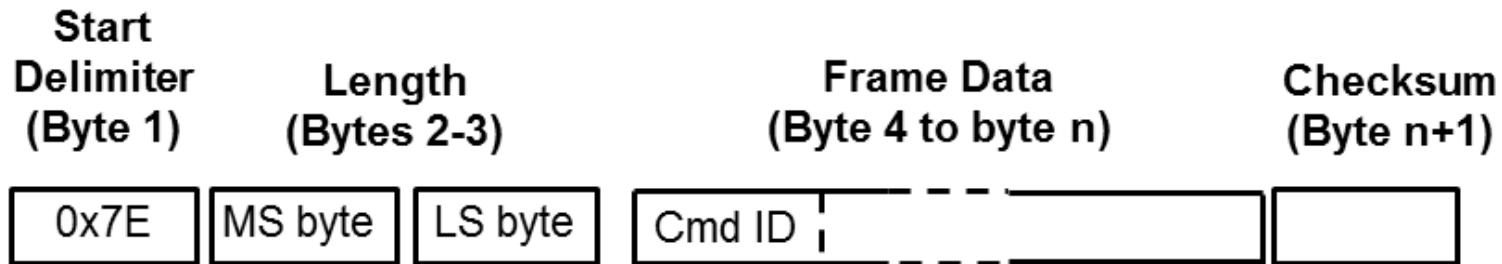 Start
Delimiter
(Byte 1)
Length
(Bytes 2-3)
Frame Data
(Byte 4 to byte n)
Checksum
(Byte n+1)
0x7E
MS byte
LS byte
Cmd ID